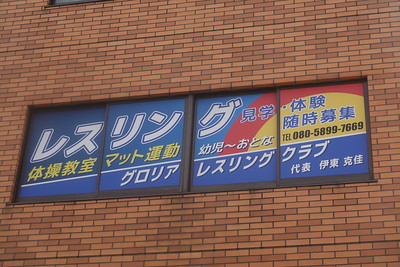 レスリング
見学・体験
随時募集
TEL 080-5899-7669
体操教室 マット運動 幼児～おとな
グロリア レスリング クラブ
代表 伊東 克佳